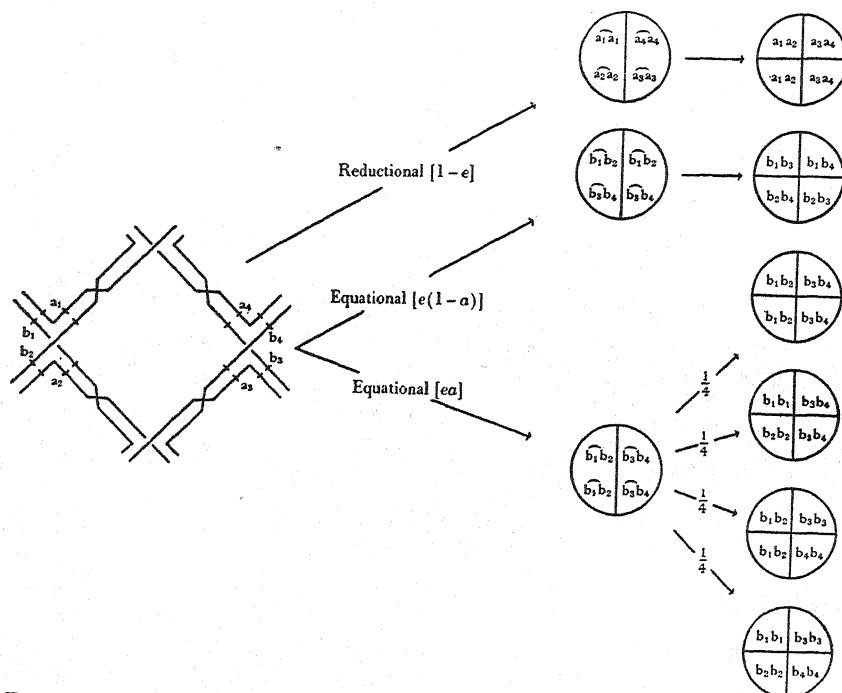 a₁a₁ a₄a₄
a₂a₂ a₃a₃
a₁a₂ a₃a₄
a₁a₂ a₃a₄
Reductional [1−e]
b₁b₂ b₁b₂
b₃b₄ b₃b₄
b₁b₃ b₁b₄
b₂b₄ b₂b₃
a₁ a₄
b₁ b₄
b₂ b₃
a₂ a₃
Equational [e(1−a)]
Equational [ea]
b₁b₂ b₃b₄
b₁b₂ b₃b₄
b₁b₂ b₃b₄
b₁b₂ b₃b₄
1/4
b₁b₁ b₃b₄
b₂b₂ b₃b₄
1/4
b₁b₂ b₃b₃
b₁b₂ b₄b₄
1/4
b₁b₁ b₃b₃
b₂b₂ b₄b₄
1/4